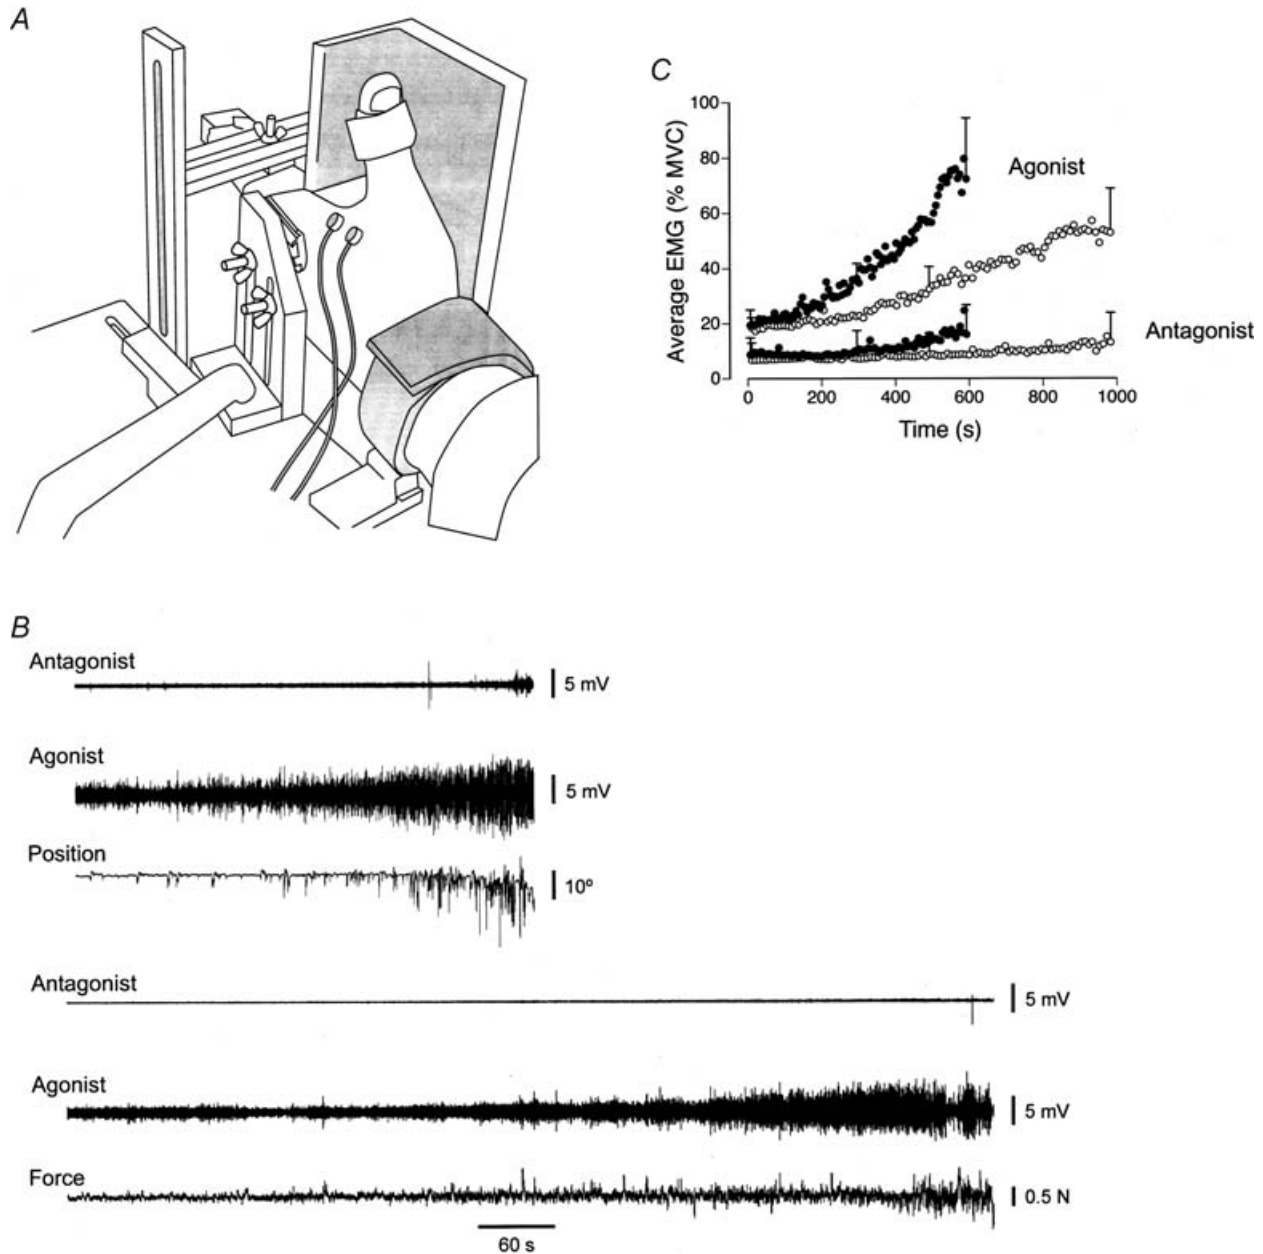 A
C
Average EMG (% MVC)
100
80
60
40
20
0
0 200 400 600 800 1000
Time (s)
Agonist
Antagonist
B
Antagonist
5 mV
Agonist
5 mV
Position
10º
Antagonist
5 mV
Agonist
5 mV
Force
0.5 N
60 s